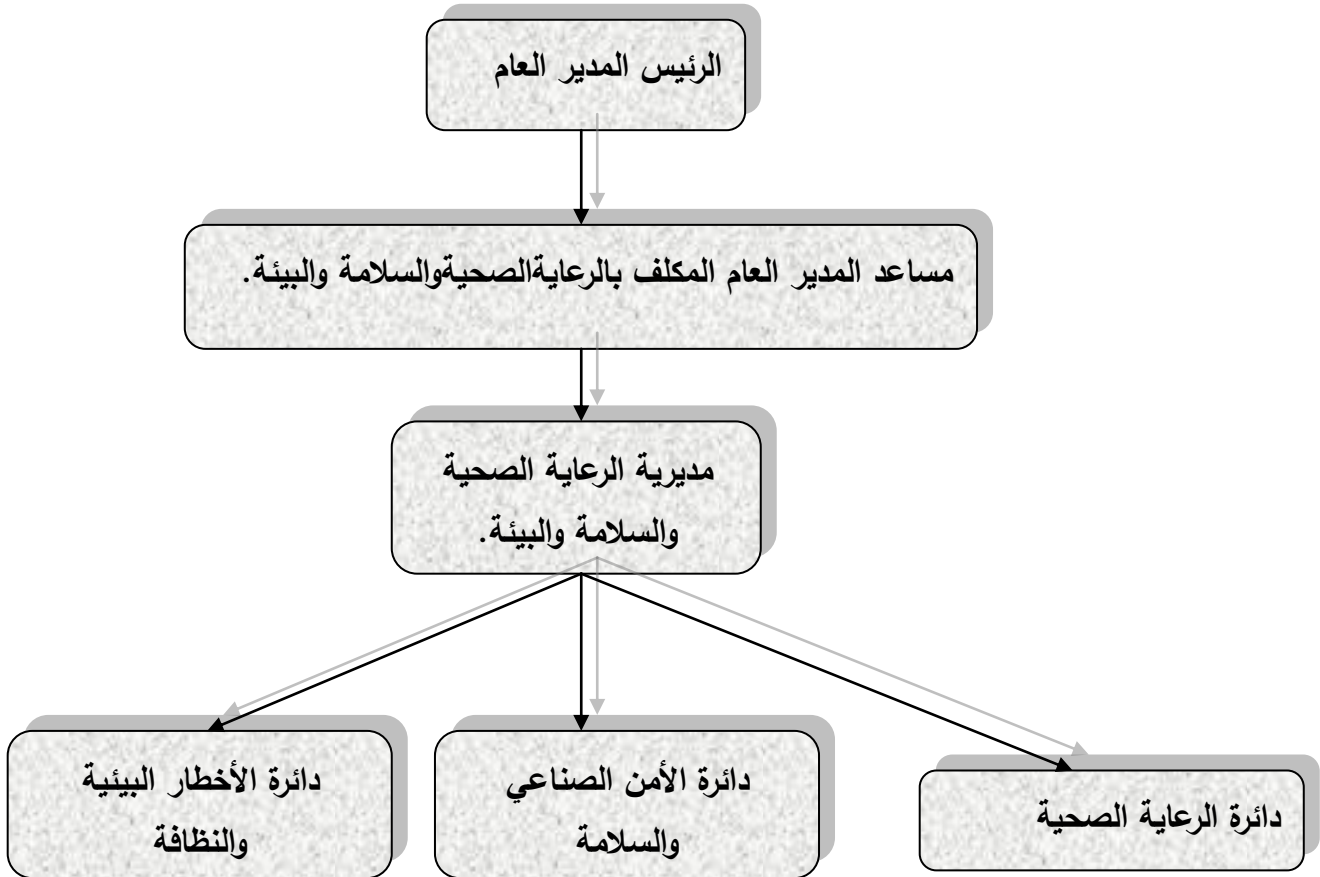 الرئيس المدير العام
مساعد المدير العام المكلف بالرعايةالصحيةوالسلامة والبيئة.
مديرية الرعاية الصحية
والسلامة والبيئة.
دائرة الرعاية الصحية
دائرة الأمن الصناعي
والسلامة
دائرة الأخطار البيئية
والنظافة